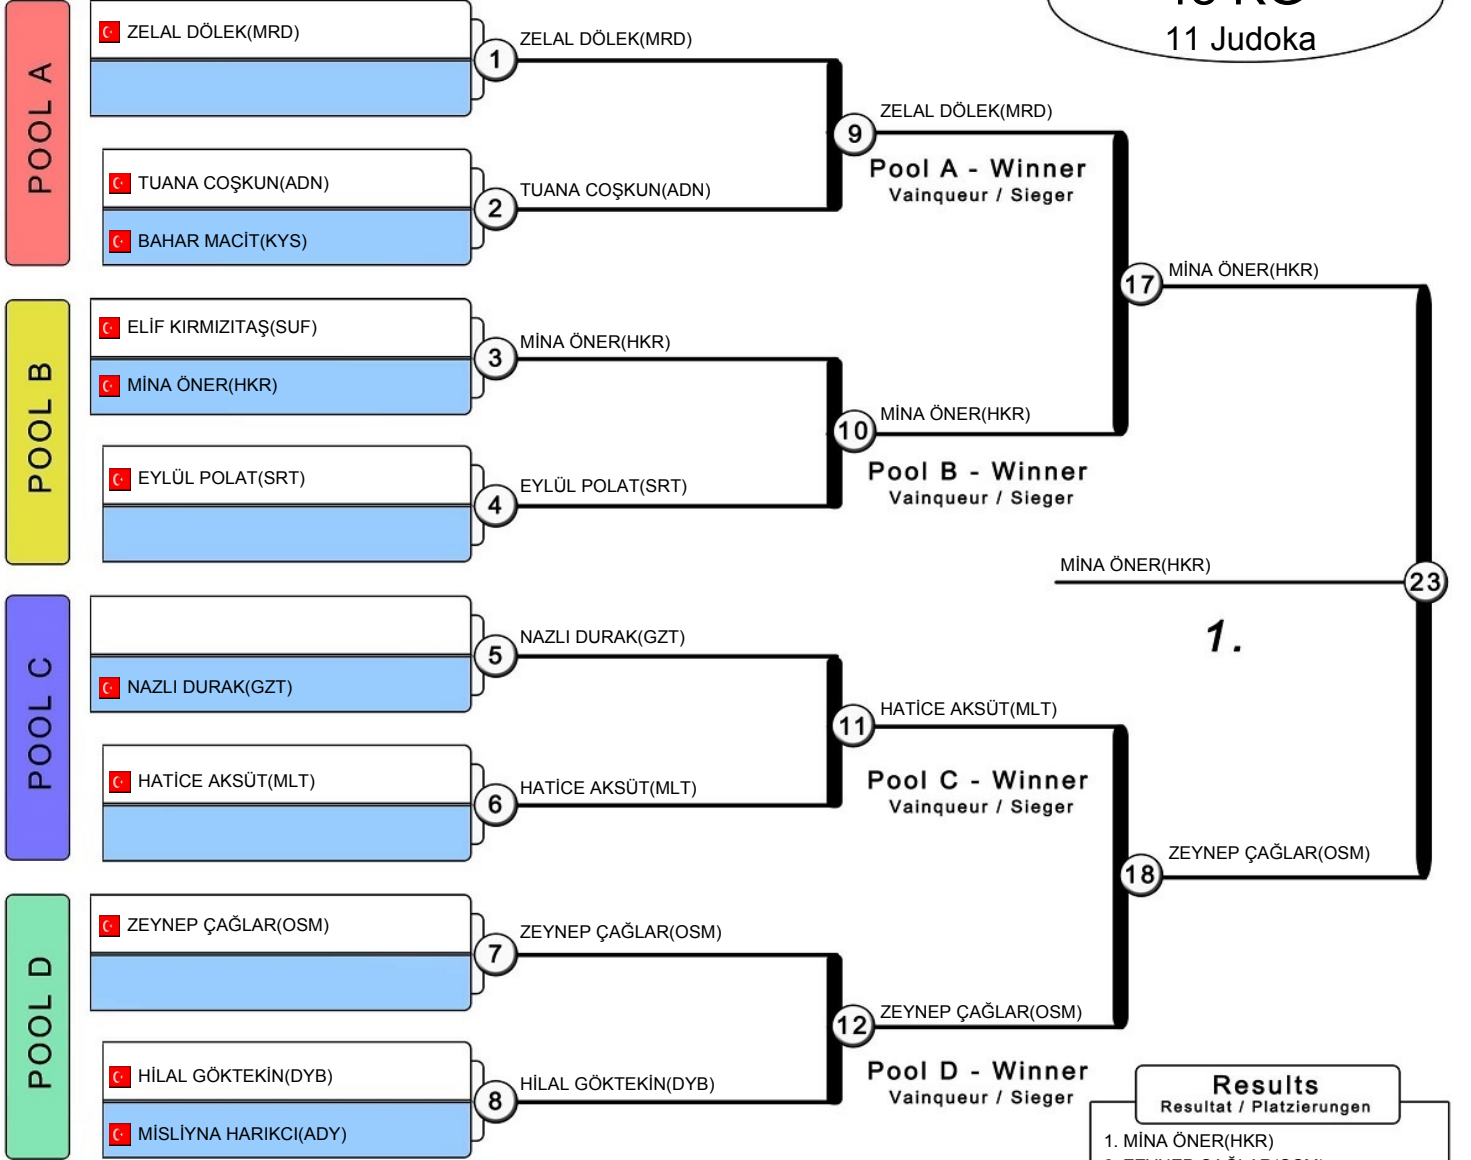 11 Judoka
POOL A
ZELAL DÖLEK(MRD)
1
ZELAL DÖLEK(MRD)
TUANA COŞKUN(ADN)
BAHAR MACİT(KYS)
2
TUANA COŞKUN(ADN)
9
ZELAL DÖLEK(MRD)
Pool A - Winner
Vainqueur / Sieger
POOL B
ELİF KIRMIZITAŞ(SUF)
MİNA ÖNER(HKR)
3
MİNA ÖNER(HKR)
EYLÜL POLAT(SRT)
4
EYLÜL POLAT(SRT)
10
MİNA ÖNER(HKR)
Pool B - Winner
Vainqueur / Sieger
17
MİNA ÖNER(HKR)
MİNA ÖNER(HKR)
23
1.
POOL C
NAZLI DURAK(GZT)
5
NAZLI DURAK(GZT)
HATİCE AKSÜT(MLT)
6
HATİCE AKSÜT(MLT)
11
HATİCE AKSÜT(MLT)
Pool C - Winner
Vainqueur / Sieger
18
ZEYNEP ÇAĞLAR(OSM)
POOL D
ZEYNEP ÇAĞLAR(OSM)
7
ZEYNEP ÇAĞLAR(OSM)
HİLAL GÖKTEKİN(DYB)
MİSLİYNA HARIKCI(ADY)
8
HİLAL GÖKTEKİN(DYB)
12
ZEYNEP ÇAĞLAR(OSM)
Pool D - Winner
Vainqueur / Sieger
Results
Resultat / Platzierungen
1. MİNA ÖNER(HKR)